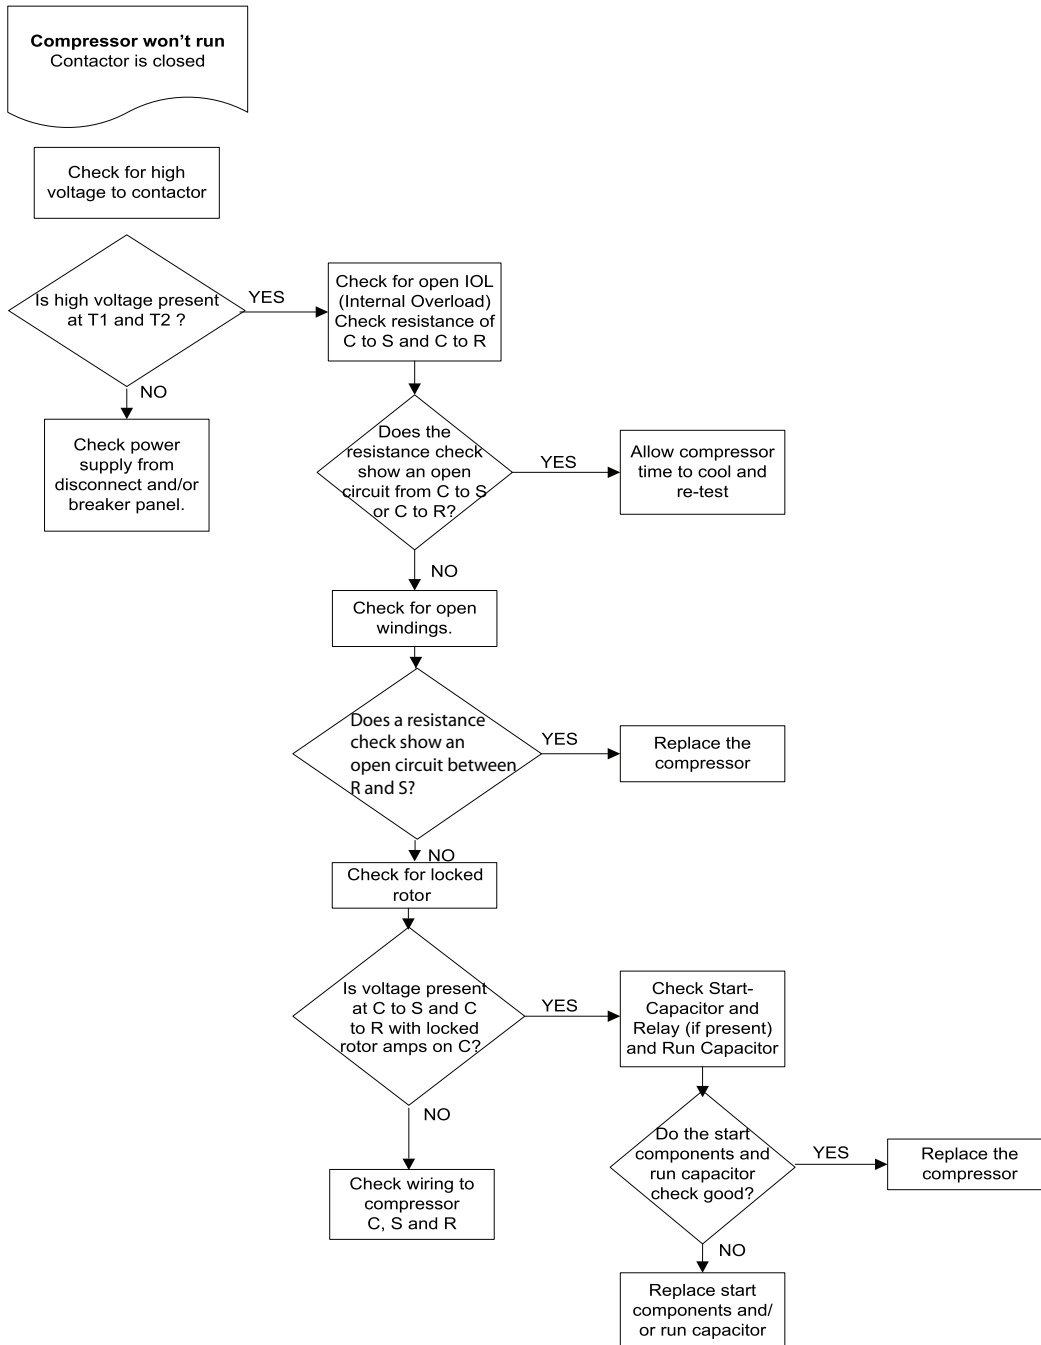 Compressor won't run
Contactor is closed
Check for high
voltage to contactor
Is high voltage present
at T1 and T2 ?
YES
NO
Check power
supply from
disconnect and/or
breaker panel.
Check for open IOL
(Internal Overload)
Check resistance of
C to S and C to R
Does the
resistance check
show an open
circuit from C to S
or C to R?
YES
Allow compressor
time to cool and
re-test
NO
Check for open
windings.
Does a resistance
check show an
open circuit between
R and S?
YES
Replace the
compressor
NO
Check for locked
rotor
Is voltage present
at C to S and C
to R with locked
rotor amps on C?
YES
NO
Check wiring to
compressor
C, S and R
Check Start-
Capacitor and
Relay (if present)
and Run Capacitor
Do the start
components and
run capacitor
check good?
YES
Replace the
compressor
NO
Replace start
components and/
or run capacitor